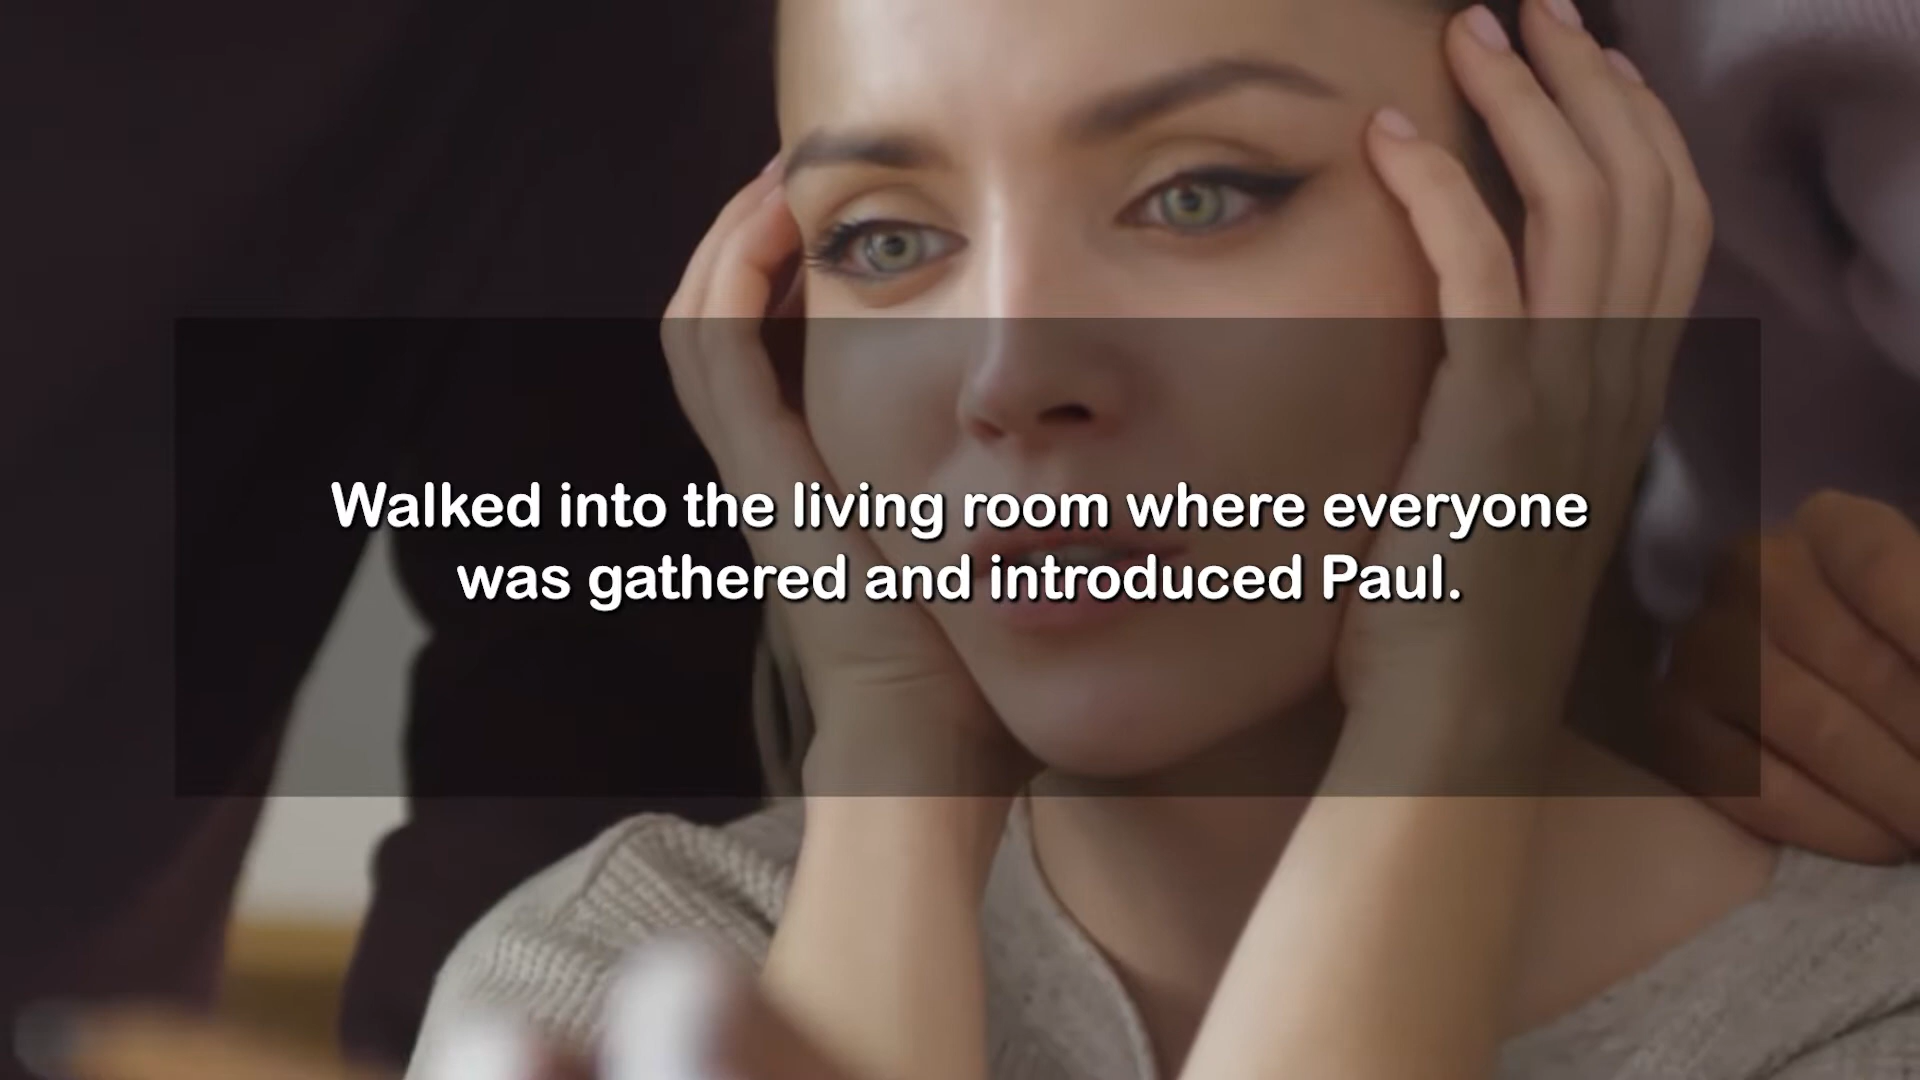 Walked into the living room where everyone
was gathered and introduced Paul.